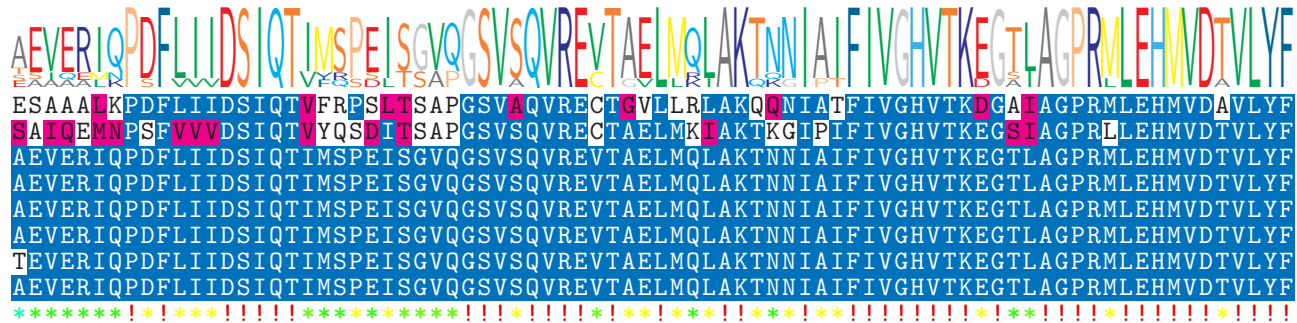 AEVERIQPDFLIIDSIQTIMSPEISGVQGSVSQVREVTAELMQLAKTNNIAIFIVGHVTKEGTLAGPRMLEHMVDTVLYF
ESAAALKPDFLIIDSIQTVFRPSLTSAPGSVAQVRECTGVLLRLAKQQNIATFIVGHVTKDGAIAGPRMLEHMVDAVLYF
SAIQEMNPSFVVVDSIQTVYQSDITSAPGSVSQVRECTAELMKIAKTKGIPIFIVGHVTKEGSIAGPRLLEHMVDTVLYF
AEVERIQPDFLIIDSIQTIMSPEISGVQGSVSQVREVTAELMQLAKTNNIAIFIVGHVTKEGTLAGPRMLEHMVDTVLYF
AEVERIQPDFLIIDSIQTIMSPEISGVQGSVSQVREVTAELMQLAKTNNIAIFIVGHVTKEGTLAGPRMLEHMVDTVLYF
AEVERIQPDFLIIDSIQTIMSPEISGVQGSVSQVREVTAELMQLAKTNNIAIFIVGHVTKEGTLAGPRMLEHMVDTVLYF
AEVERIQPDFLIIDSIQTIMSPEISGVQGSVSQVREVTAELMQLAKTNNIAIFIVGHVTKEGTLAGPRMLEHMVDTVLYF
TEVERIQPDFLIIDSIQTIMSPEISGVQGSVSQVREVTAELMQLAKTNNIAIFIVGHVTKEGTLAGPRMLEHMVDTVLYF
AEVERIQPDFLIIDSIQTIMSPEISGVQGSVSQVREVTAELMQLAKTNNIAIFIVGHVTKEGTLAGPRMLEHMVDTVLYF
*******!*!***!!!!!**********!!!*!!!!*!**!***!!***!**!!!!!!!!*!**!!!!*!!!!!!*!!!!